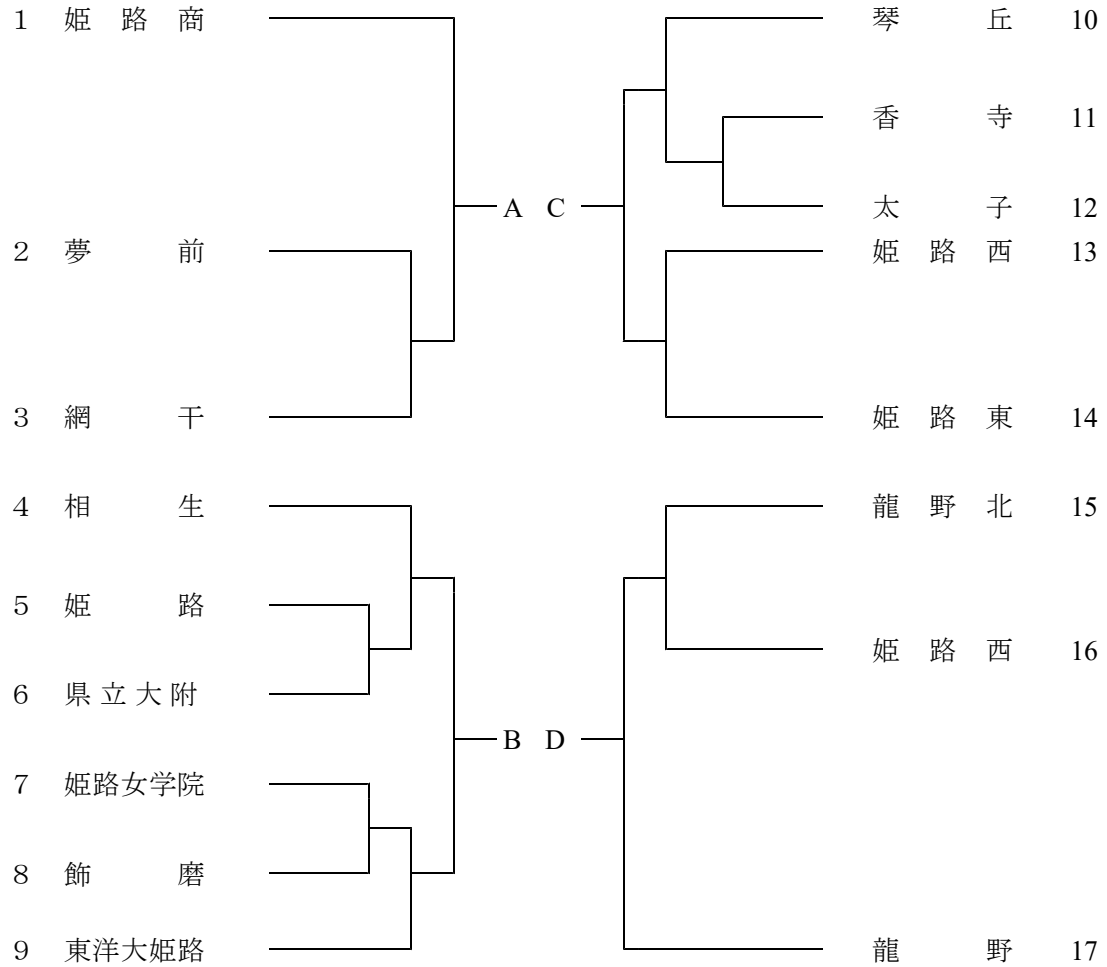 1 姫路商
2 夢前
3 網干
4 相生
5 姫路
6 県立大附
7 姫路女学院
8 飾磨
9 東洋大姫路
A C
B D
琴丘 10
香寺 11
太子 12
姫路西 13
姫路東 14
龍野北 15
姫路西 16
龍野 17